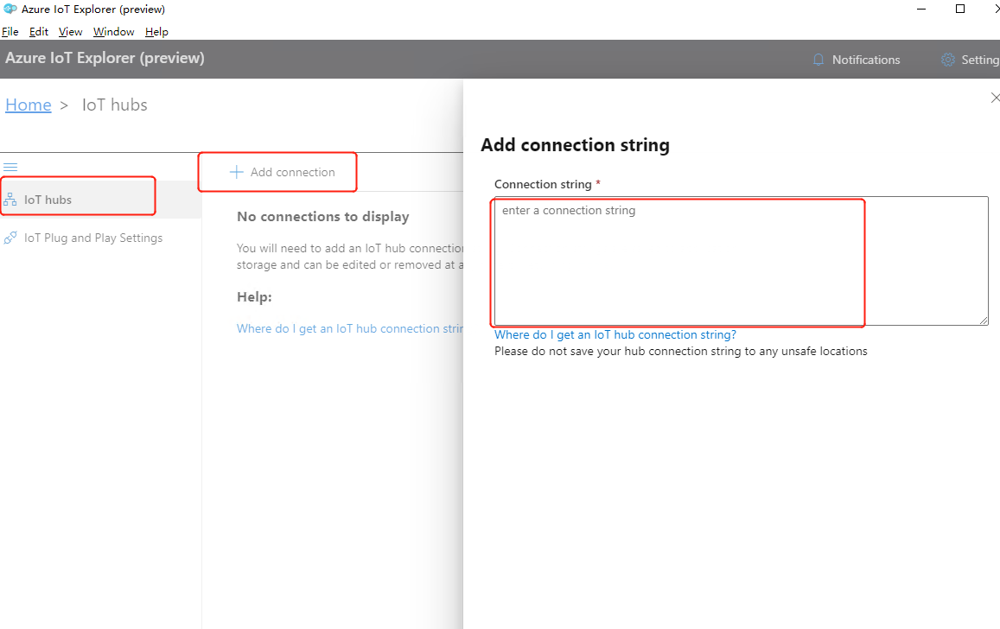 Azure IoT Explorer (preview)
File Edit View Window Help
Azure IoT Explorer (preview)
Notifications
Setting
Home > IoT hubs
Add connection
IoT hubs
IoT Plug and Play Settings
No connections to display
You will need to add an IoT hub connection
storage and can be edited or removed at a
Help:
Where do I get an IoT hub connection strin
Add connection string
Connection string *
enter a connection string
Where do I get an IoT hub connection string?
Please do not save your hub connection string to any unsafe locations